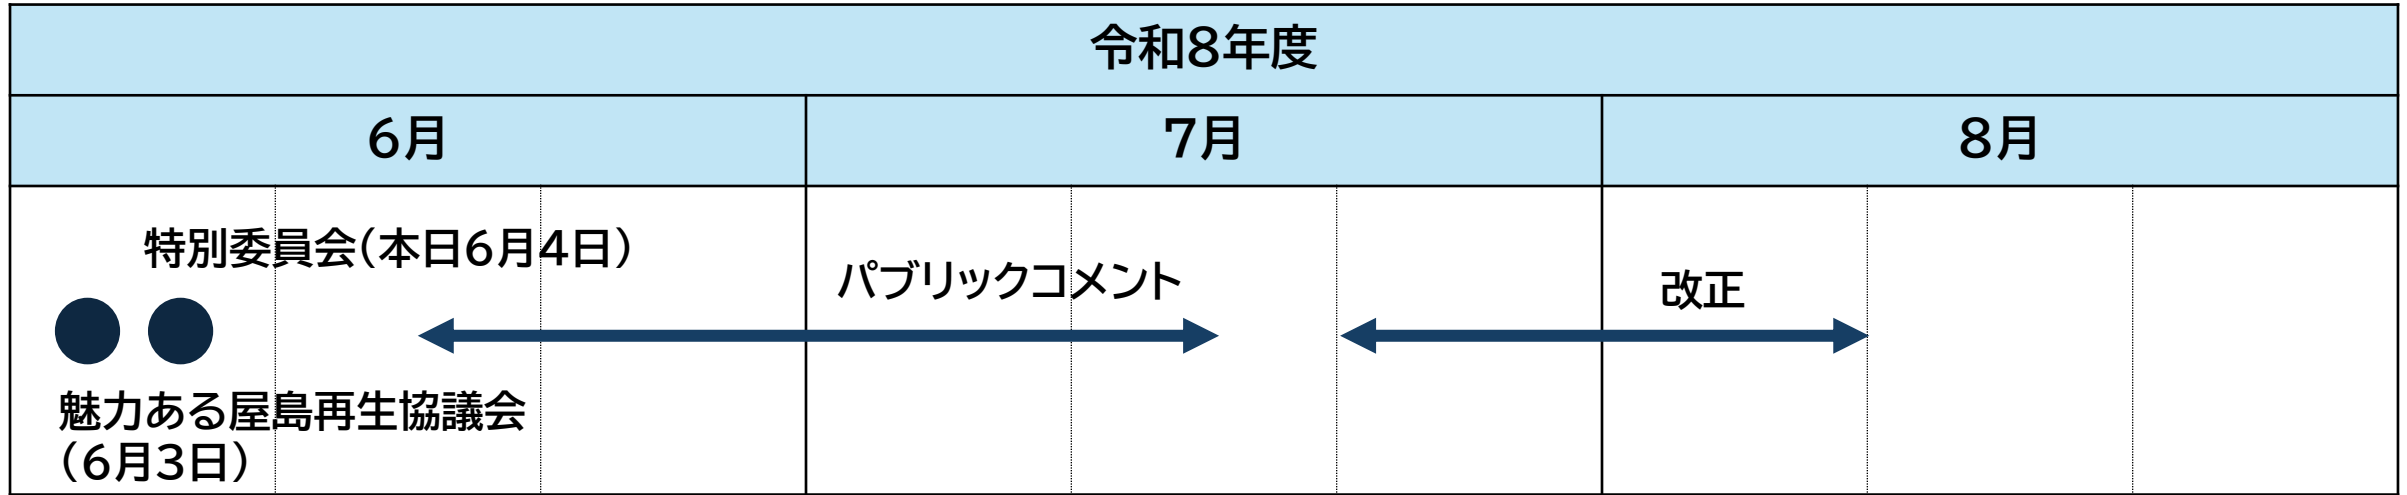 令和8年度
6月
7月
8月
特別委員会(本日6月4日)
パブリックコメント
改正
魅力ある屋島再生協議会
(6月3日)